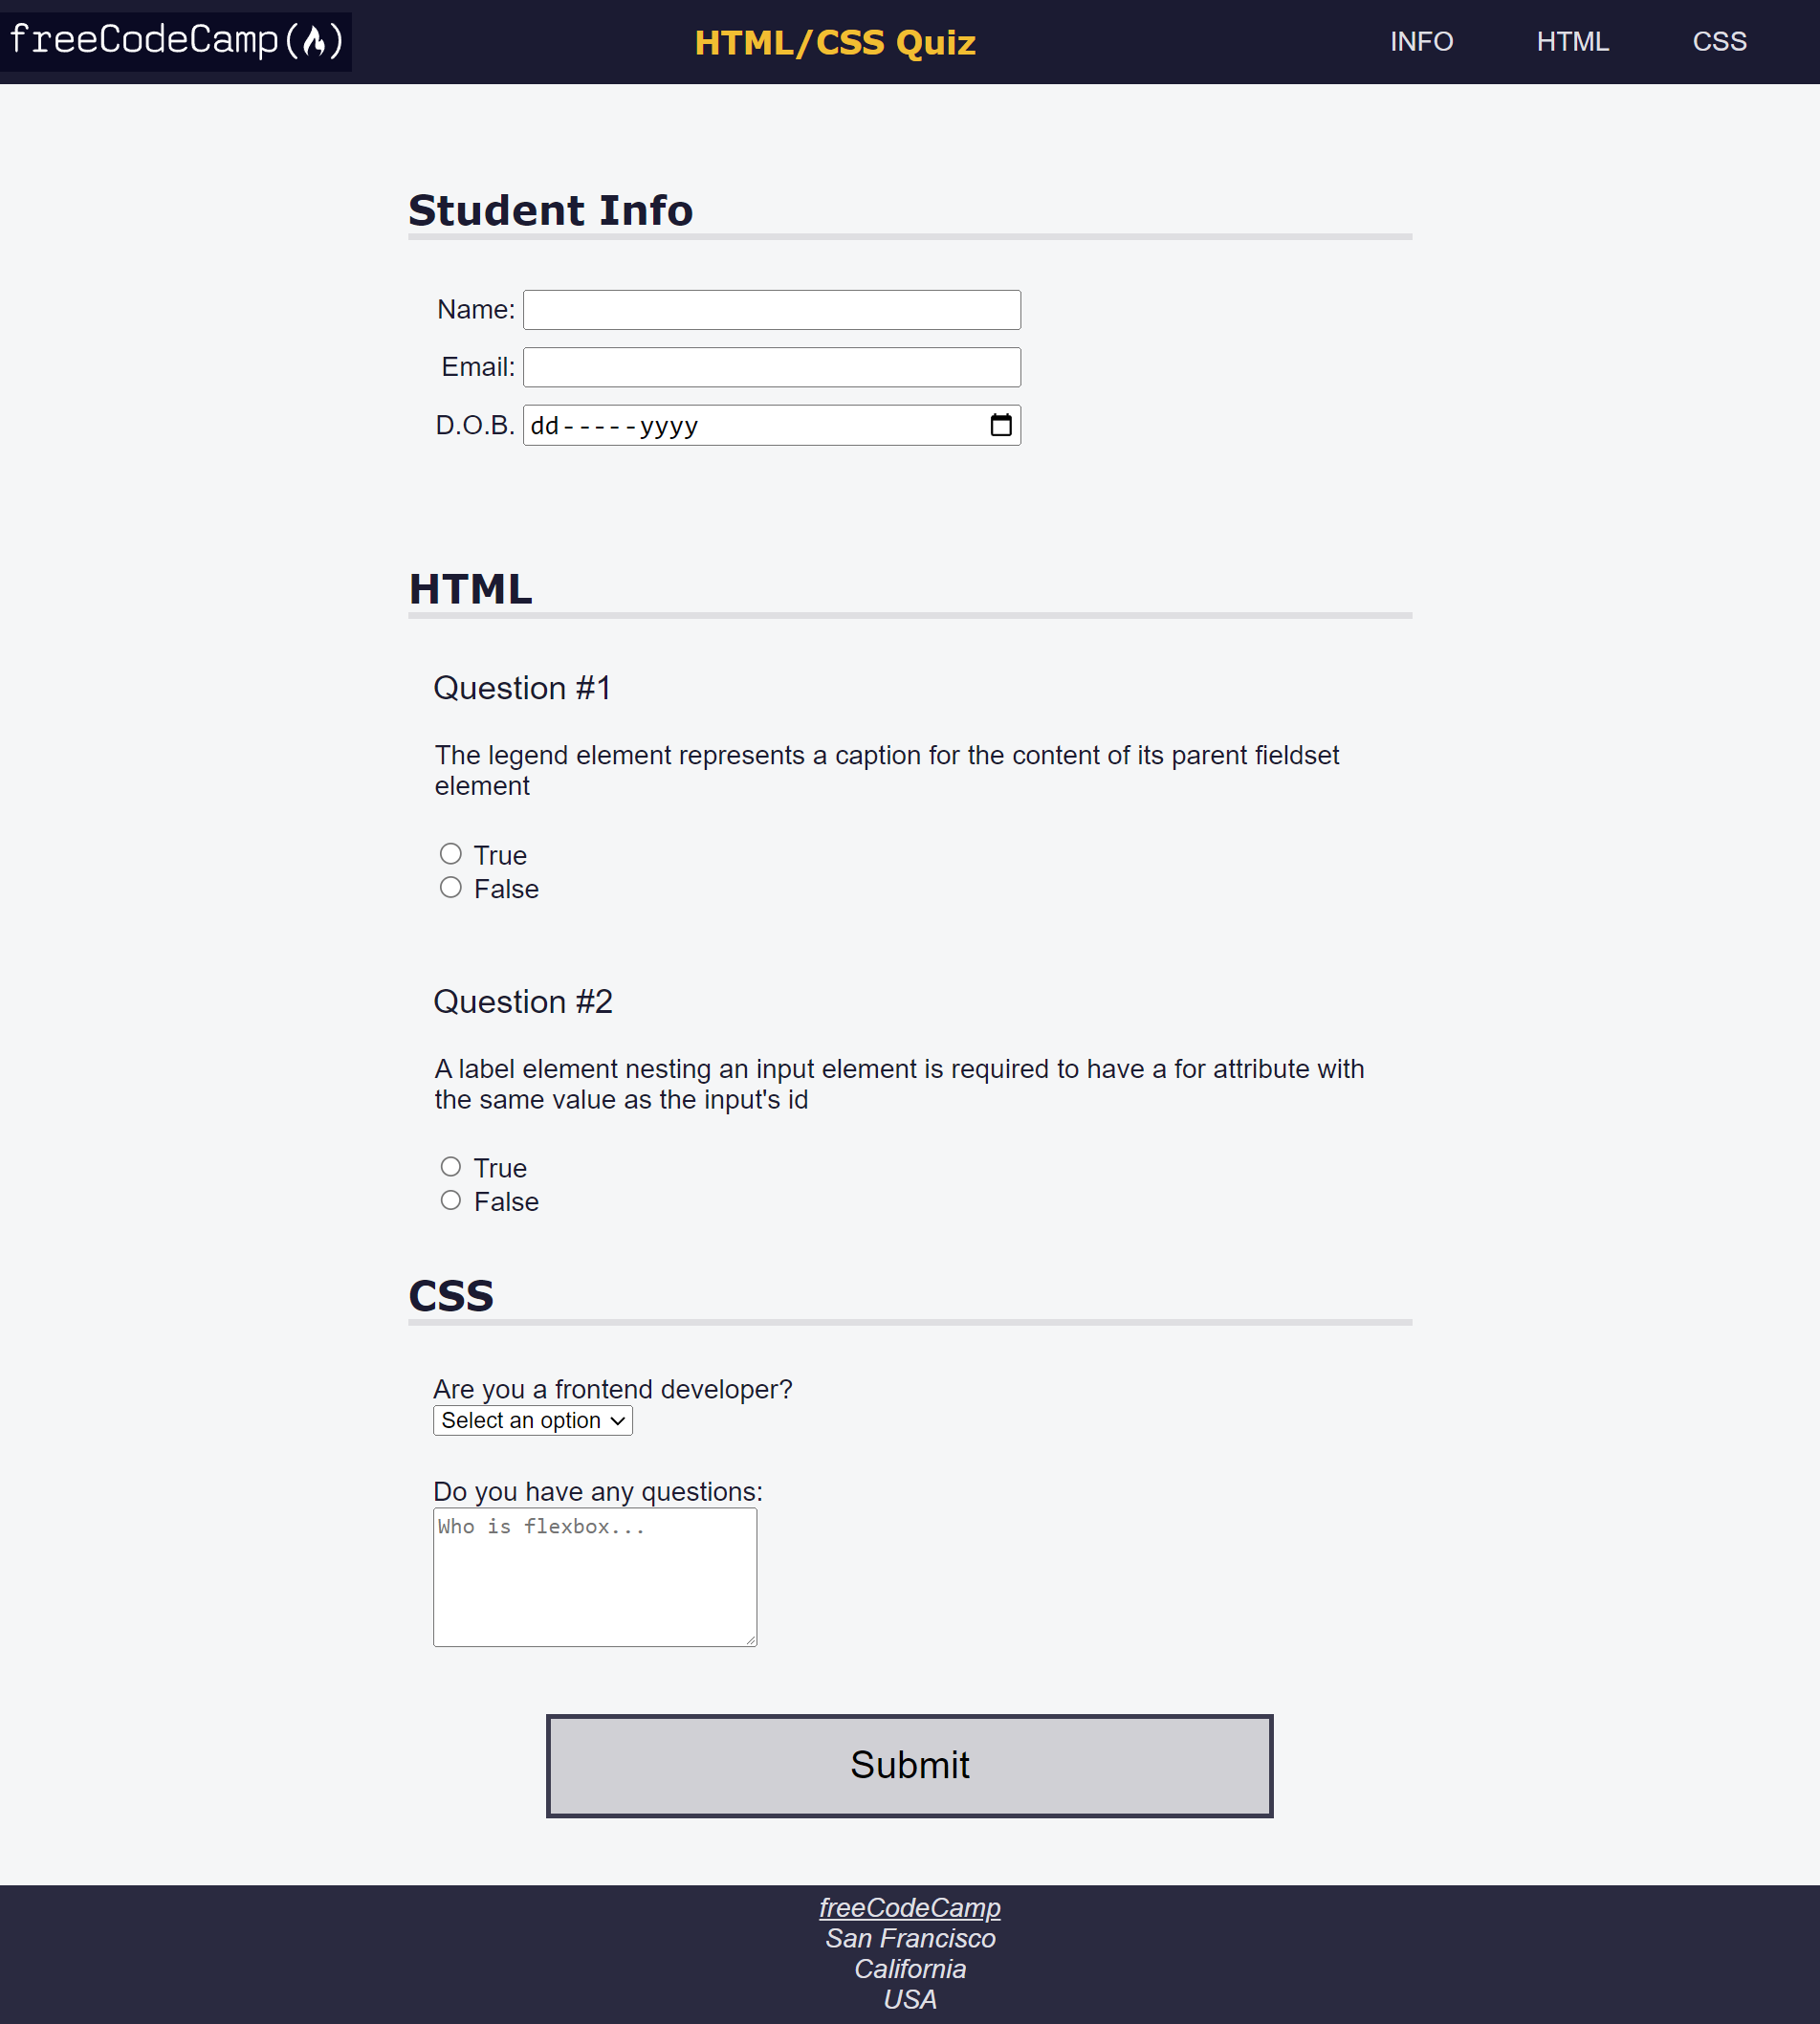 freeCodeCamp
HTML/CSS Quiz
INFO
HTML
CSS
Student Info
Name:
Email:
D.O.B.
dd-----yyyy
HTML
Question #1
The legend element represents a caption for the content of its parent fieldset
element
True
False
Question #2
A label element nesting an input element is required to have a for attribute with
the same value as the input's id
True
False
CSS
Are you a frontend developer?
Select an option
Do you have any questions:
Who is flexbox...
Submit
freeCodeCamp
San Francisco
California
USA